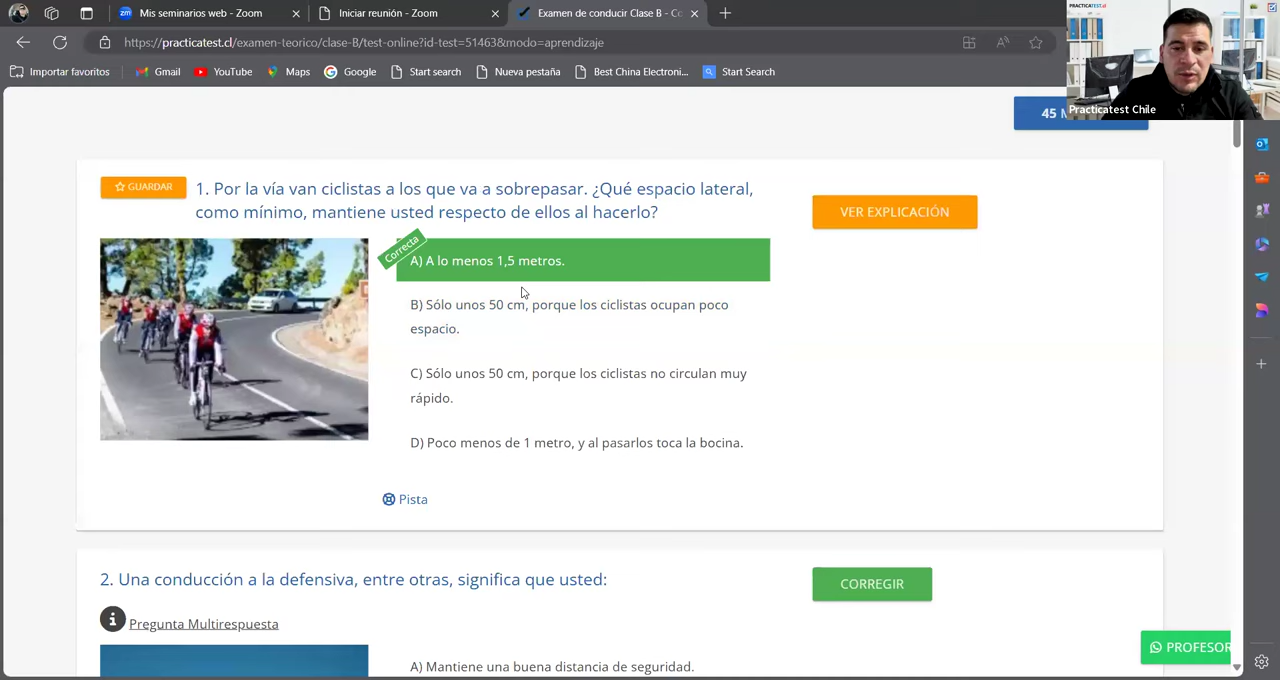 Mis seminarios web - Zoom
Iniciar reunión - Zoom
Examen de conducir Clase B - Co
https://practicatest.cl/examen-teorico/clase-B/test-online?id-test=51463&modo=aprendizaje
Importar favoritos
Gmail
YouTube
Maps
Google
Start search
Nueva pestaña
Best China Electroni...
Start Search
PRACTICATEST.cl
Practicatest Chile
45
GUARDAR
1. Por la vía van ciclistas a los que va a sobrepasar. ¿Qué espacio lateral,
como mínimo, mantiene usted respecto de ellos al hacerlo?
VER EXPLICACIÓN
Correcta
A) A lo menos 1,5 metros.
B) Sólo unos 50 cm, porque los ciclistas ocupan poco
espacio.
C) Sólo unos 50 cm, porque los ciclistas no circulan muy
rápido.
D) Poco menos de 1 metro, y al pasarlos toca la bocina.
Pista
2. Una conducción a la defensiva, entre otras, significa que usted:
CORREGIR
Pregunta Multirespuesta
A) Mantiene una buena distancia de seguridad.
PROFESOR